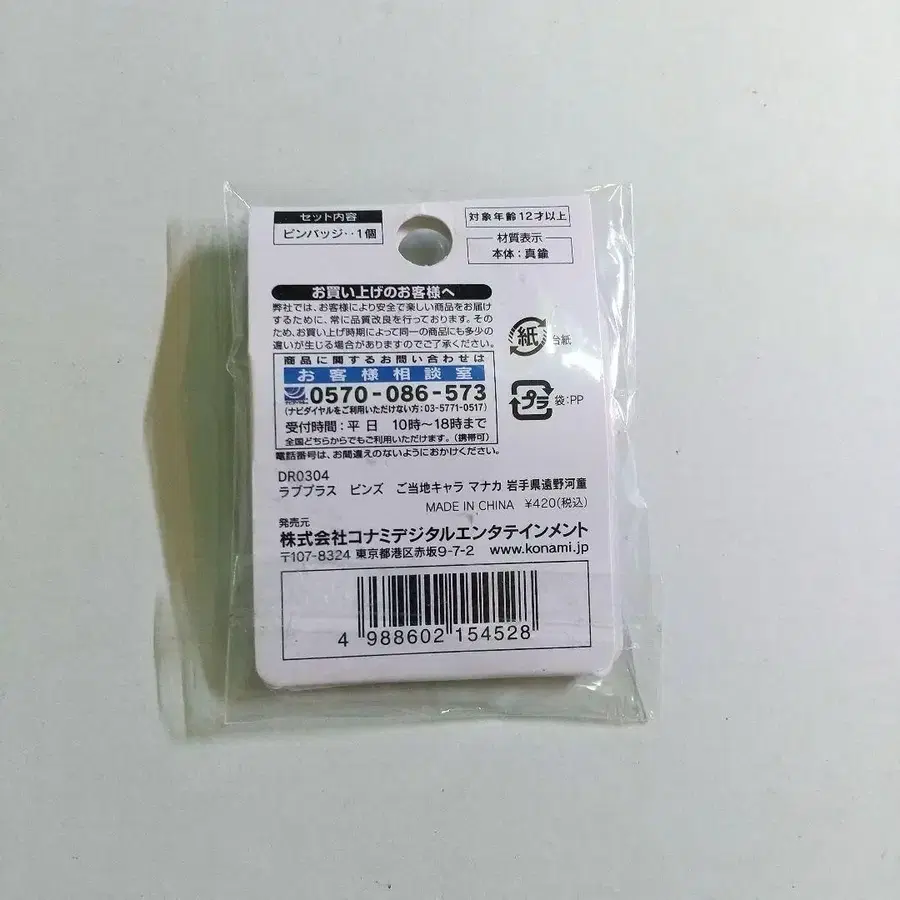 セット内容
ピンバッジ‥1個
対象年齢12才以上
材質表示
本体：真鍮
お買い上げのお客様へ
弊社では、お客様により安全で楽しい商品をお届け
するために、常に品質改良を行っております。その
ため、お買い上げ時期によって同一の商品にも多少の
違いが生じる場合がありますのでご了承ください。
商品に関するお問い合わせは
お客様相談室
0570-086-573
(ナビダイヤルをご利用いただけない方：03-5771-0517)
受付時間：平日 10時～18時まで
全国どちらからでもご利用いただけます。(携帯可)
電話番号は、お間違えのないようにおかけください。
紙
台紙
プラ
袋：PP
DR0304
ラブプラス ピンズ ご当地キャラ マナカ 岩手県遠野河童
MADE IN CHINA ¥420(税込)
発売元
株式会社コナミデジタルエンタテインメント
〒107-8324 東京都港区赤坂9-7-2 www.konami.jp
4 988602 154528